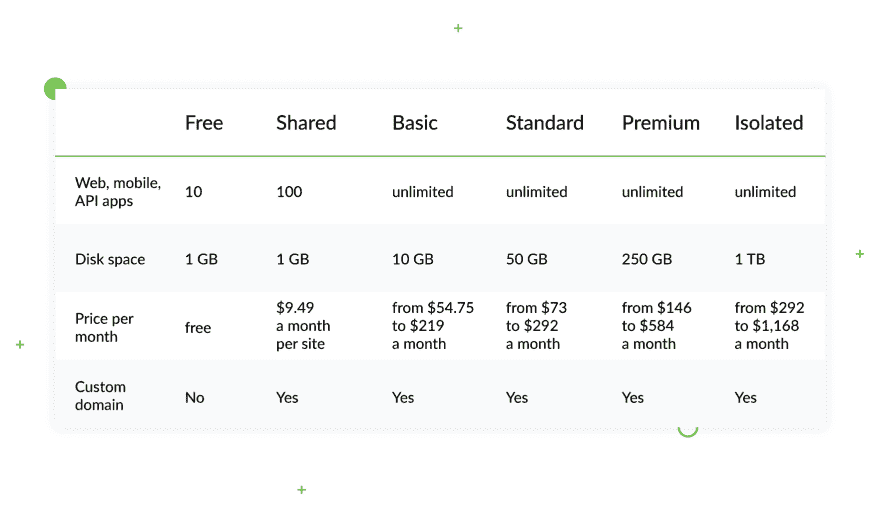 Free Shared Basic Standard Premium Isolated
Web, mobile,
API apps
10 100 unlimited unlimited unlimited unlimited
Disk space 1 GB 1 GB 10 GB 50 GB 250 GB 1 TB
Price per
month
free
$9.49
a month
per site
from $54.75
to $219
a month
from $73
to $292
a month
from $146
to $584
a month
from $292
to $1,168
a month
Custom
domain
No Yes Yes Yes Yes Yes